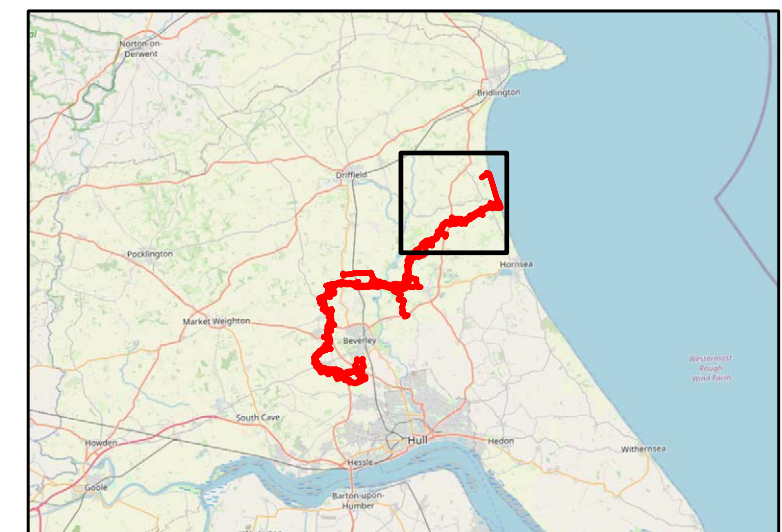 Norton-on-
Derwent
Bridlington
Driffield
Pocklington
Hornsea
Market Weighton
Beverley
Westermost
Rough
Wind Farm
South Cave
Howden
Hull
Hedon
Withernsea
Hessle
Goole
Barton-upon-
Humber